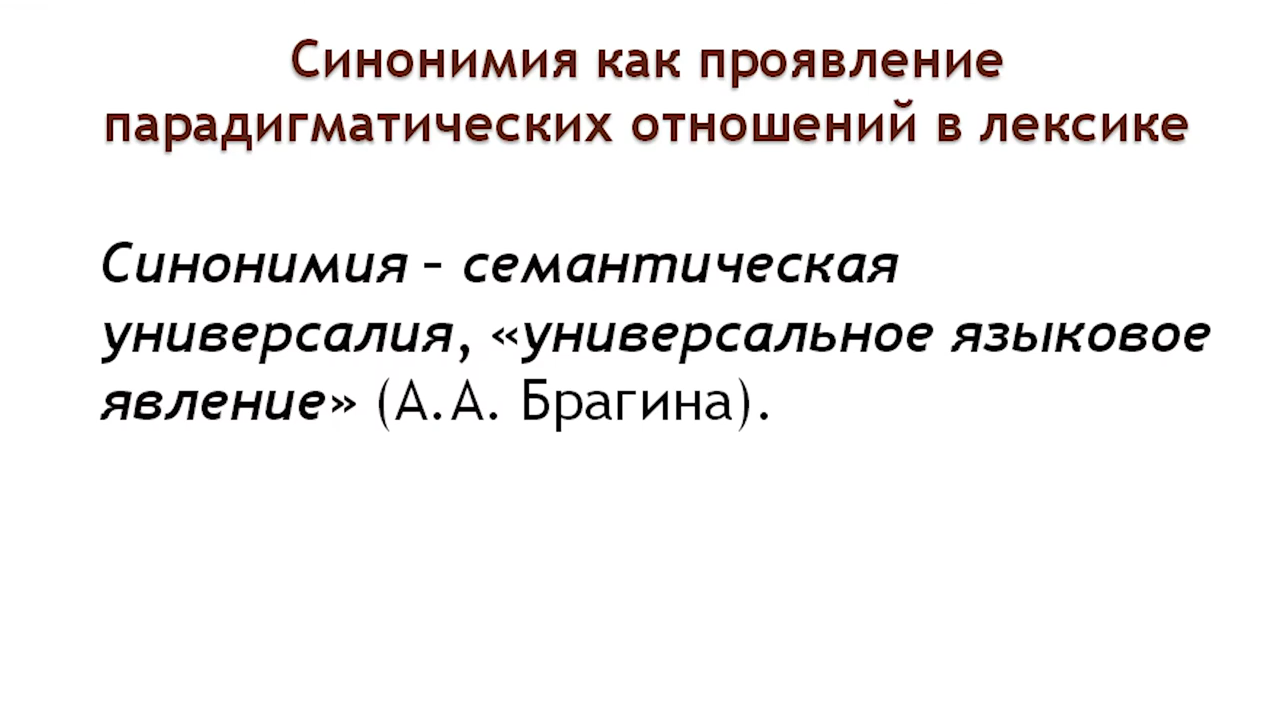 Синонимия как проявление
парадигматических отношений в лексике
Синонимия – семантическая
универсалия, «универсальное языковое
явление» (А.А. Брагина).